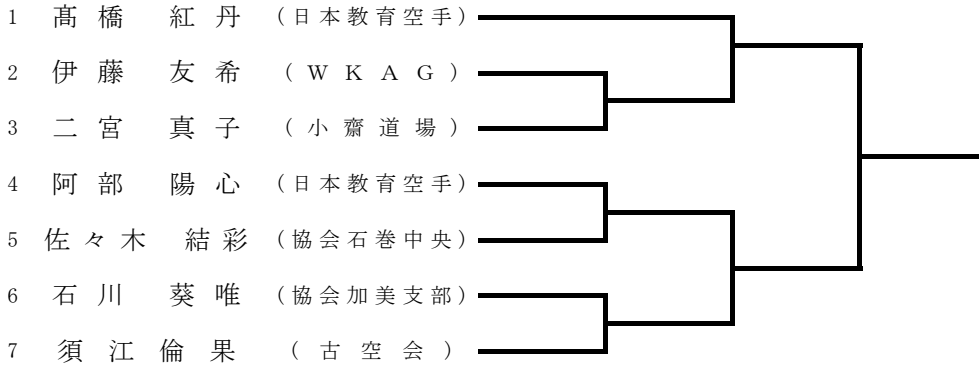 1 髙橋 紅丹 (日本教育空手)
2 伊藤 友希 (WKAG)
3 二宮 真子 (小齋道場)
4 阿部 陽心 (日本教育空手)
5 佐々木 結彩 (協会石巻中央)
6 石川 葵唯 (協会加美支部)
7 須江倫果 (古空会)